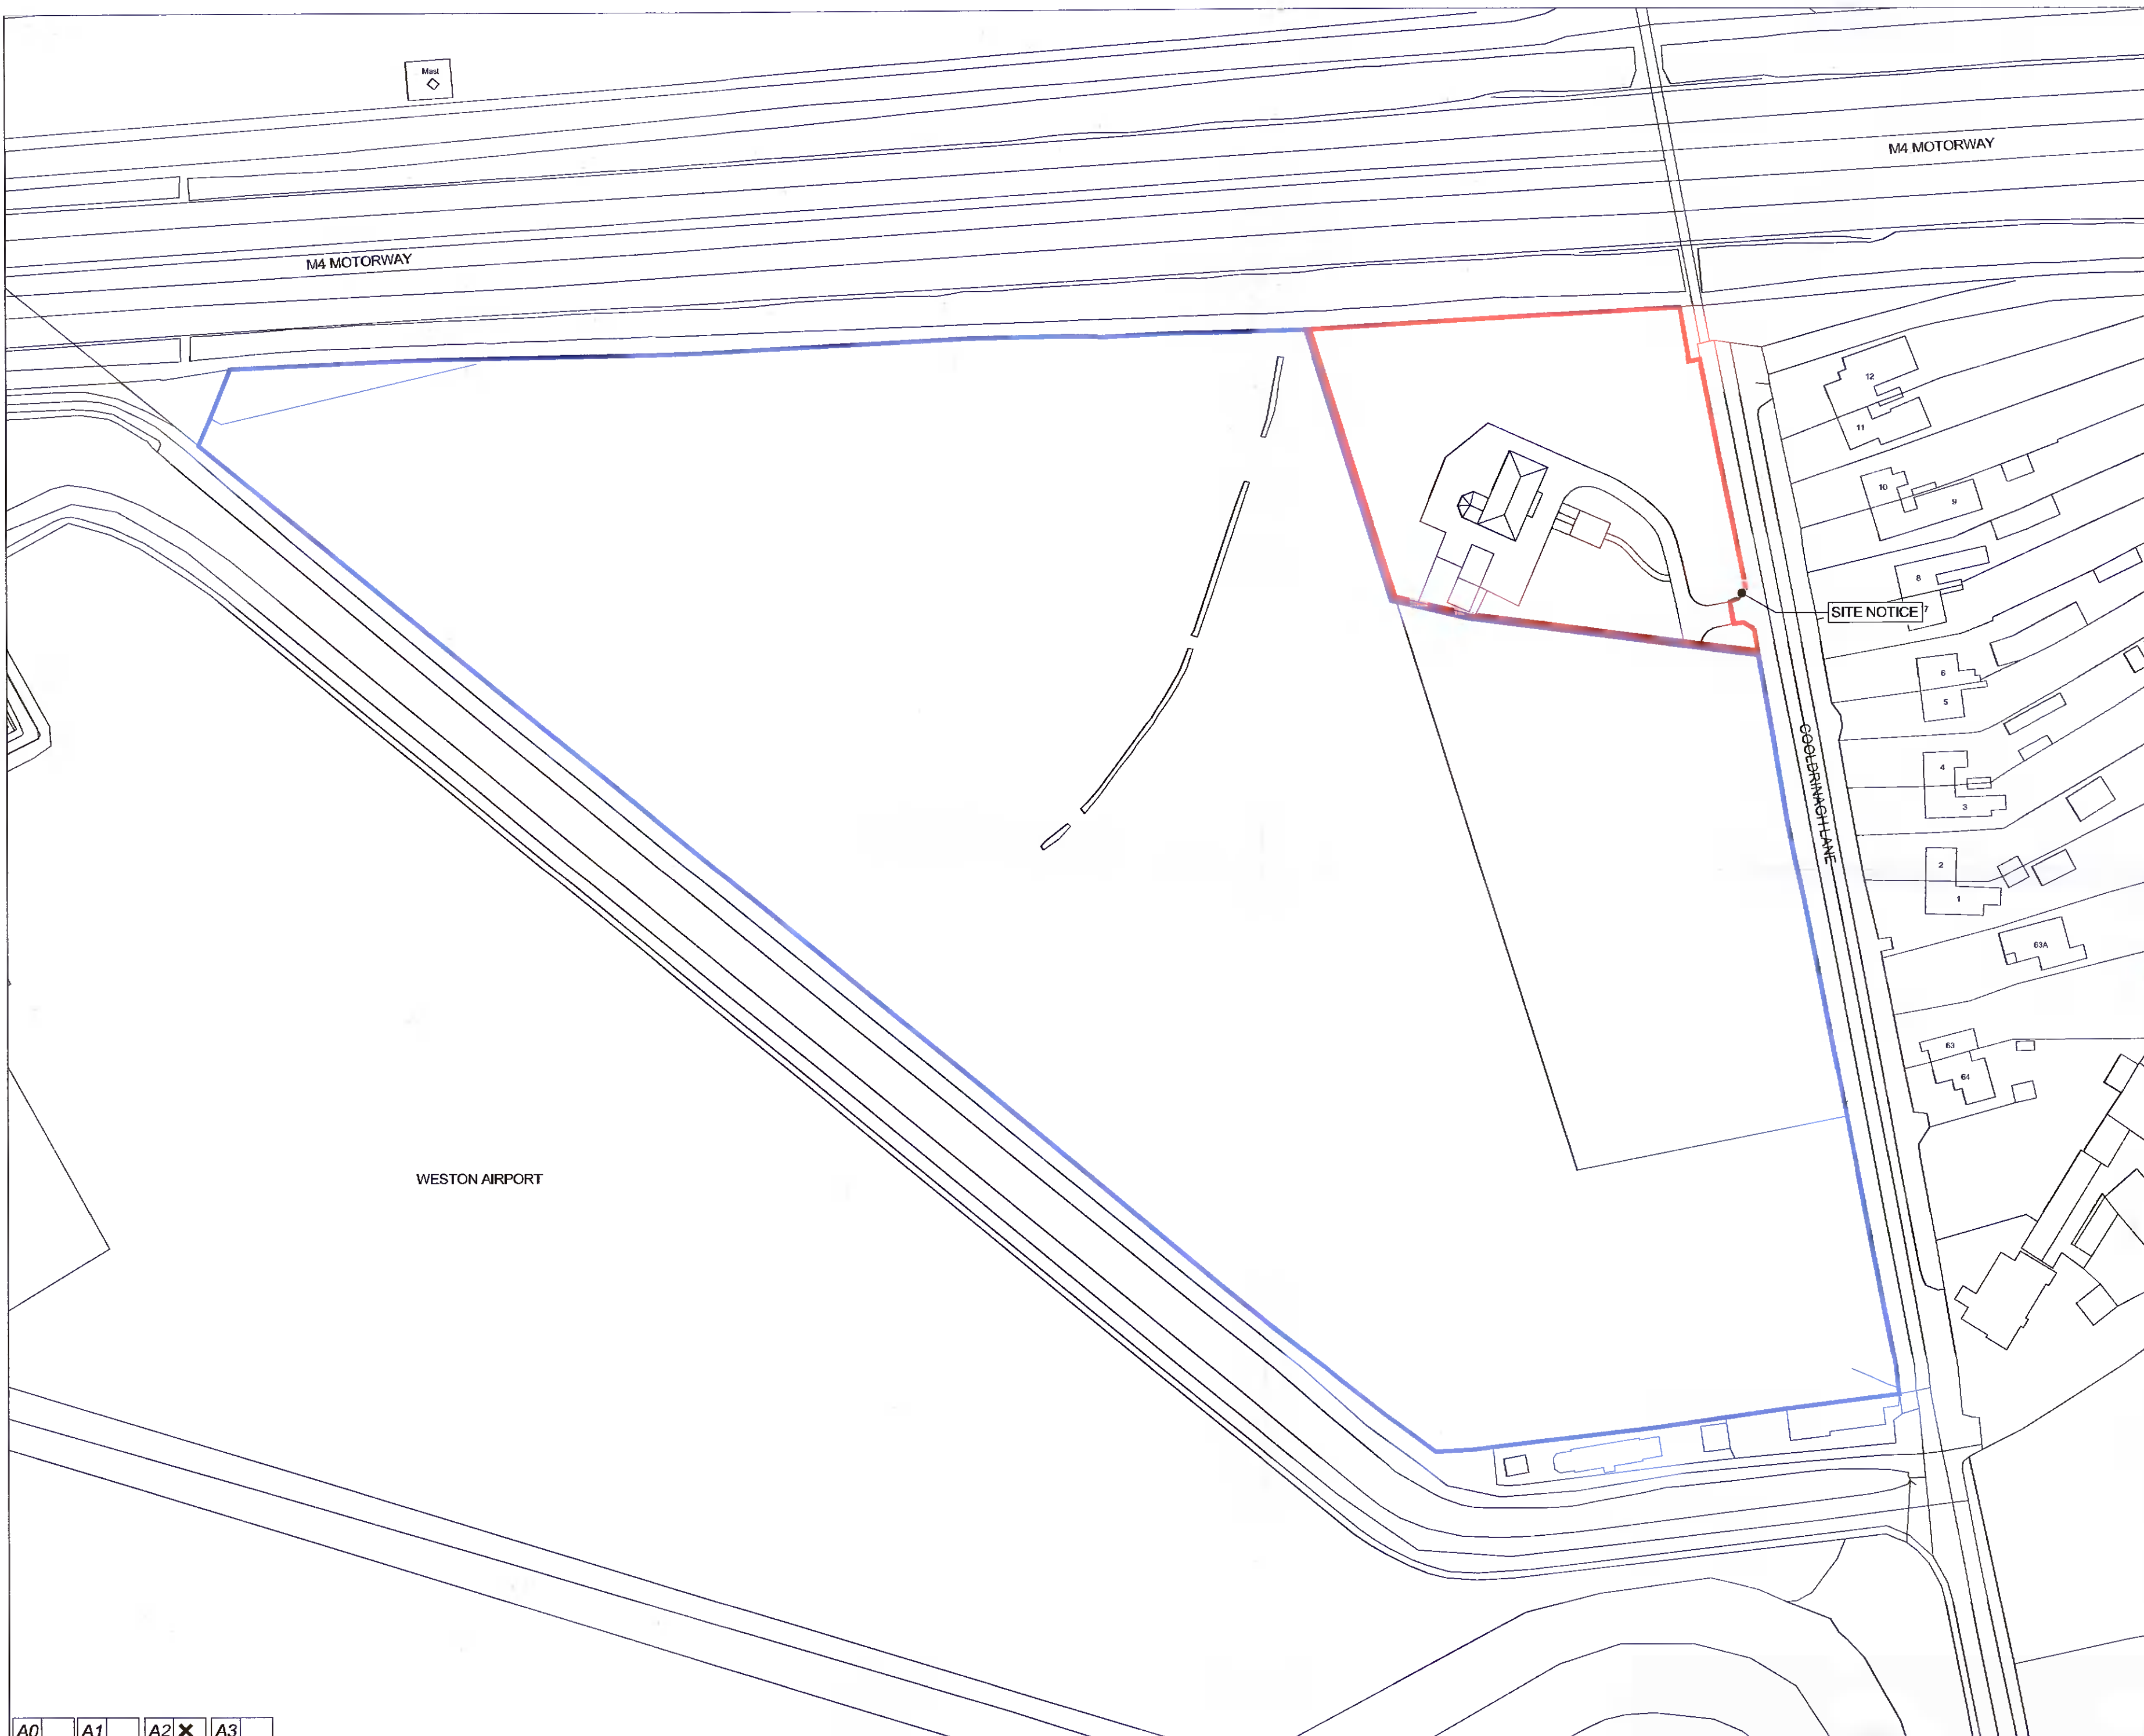 Mast
M4 MOTORWAY
M4 MOTORWAY
12
11
10
9
8
7
SITE NOTICE
6
5
4
3
COOLDRINAGH LANE
2
1
63A
63
64
WESTON AIRPORT
A0
A1
A2 X
A3